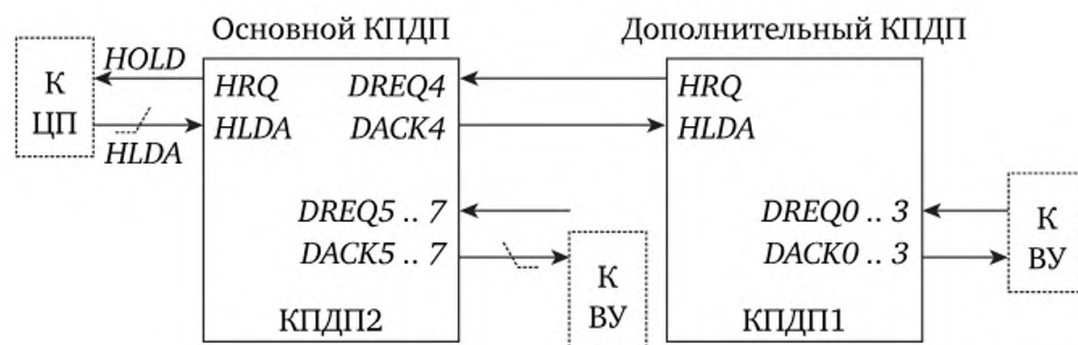 Основной КПДП
Дополнительный КПДП
К
ЦП
HOLD
HLDA
HRQ
HLDA
DREQ4
DACK4
DREQ5 .. 7
DACK5 .. 7
КПДП2
К
ВУ
HRQ
HLDA
DREQ0 .. 3
DACK0 .. 3
КПДП1
К
ВУ